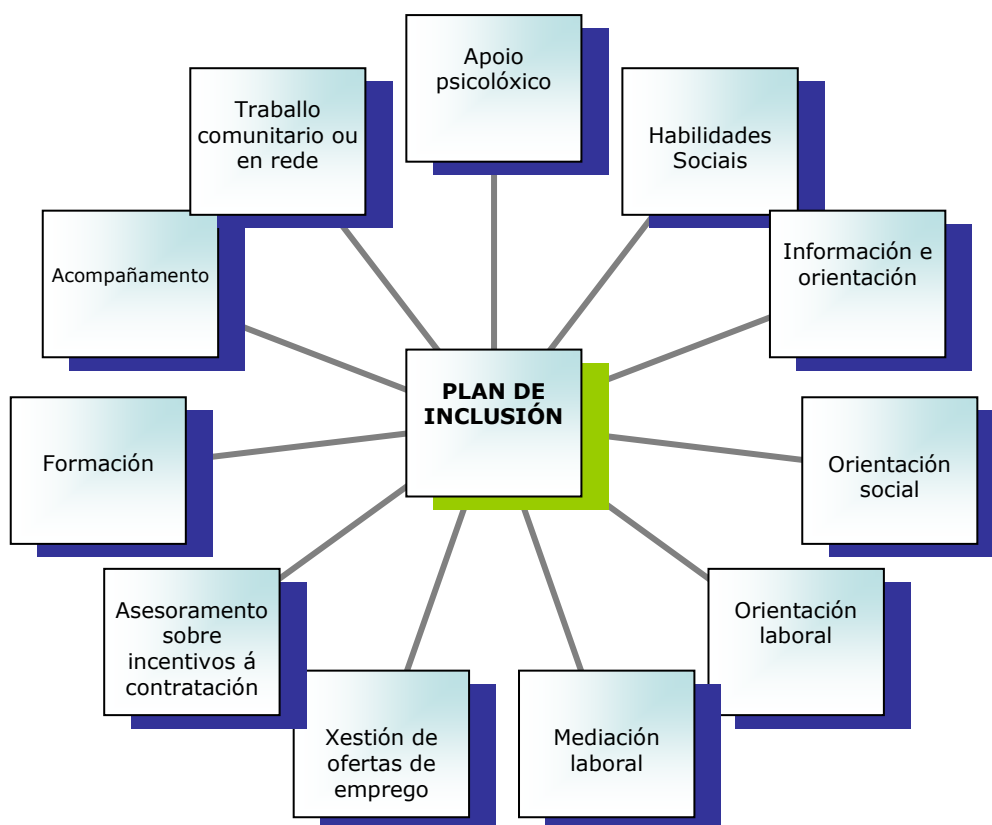 Apoio
psicolóxico
Habilidades
Sociais
Información e
orientación
Orientación
social
Orientación
laboral
Mediación
laboral
Xestión de
ofertas de
emprego
Asesoramento
sobre
incentivos á
contratación
Formación
Acompañamento
Traballo
comunitario ou
en rede
PLAN DE
INCLUSIÓN